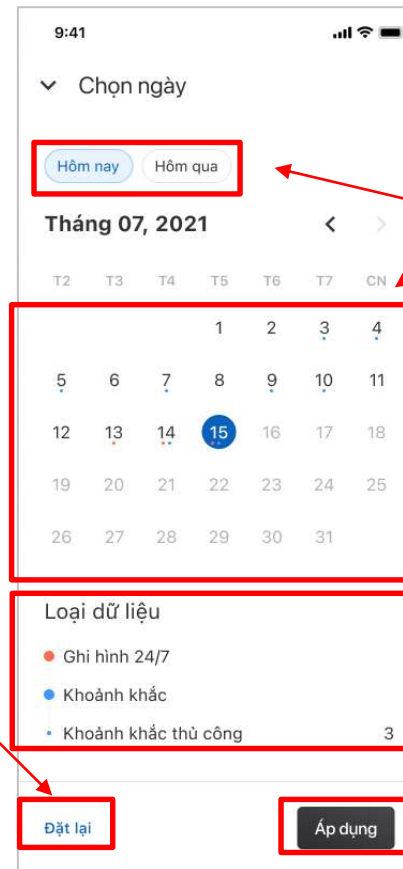 9:41
Chọn ngày
Hôm nay Hôm qua
Tháng 07, 2021
T2 T3 T4 T5 T6 T7 CN
1 2 3 4
5 6 7 8 9 10 11
12 13 14 15 16 17 18
19 20 21 22 23 24 25
26 27 28 29 30 31
Loại dữ liệu
Ghi hình 24/7
Khoảnh khắc
Khoảnh khắc thủ công 3
Đặt lại Áp dụng